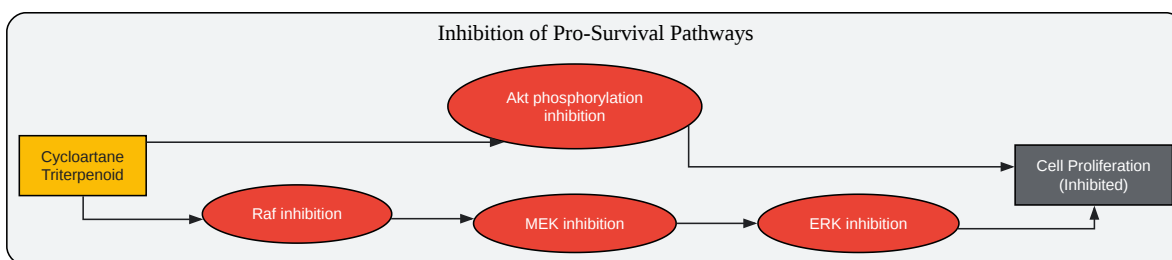 Inhibition of Pro-Survival Pathways
Akt phosphorylation
inhibition
Cycloartane
Triterpenoid
Cell Proliferation
(Inhibited)
Raf inhibition
MEK inhibition
ERK inhibition